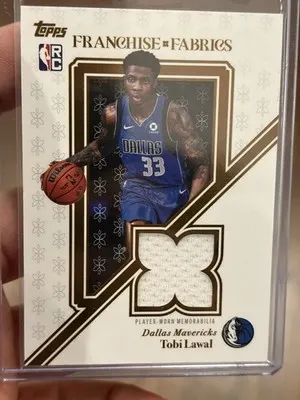 Topps
FRANCHISE FABRICS
RC
DALLAS
33
PLAYER-WORN MEMORABILIA
Dallas Mavericks
Tobi Lawal